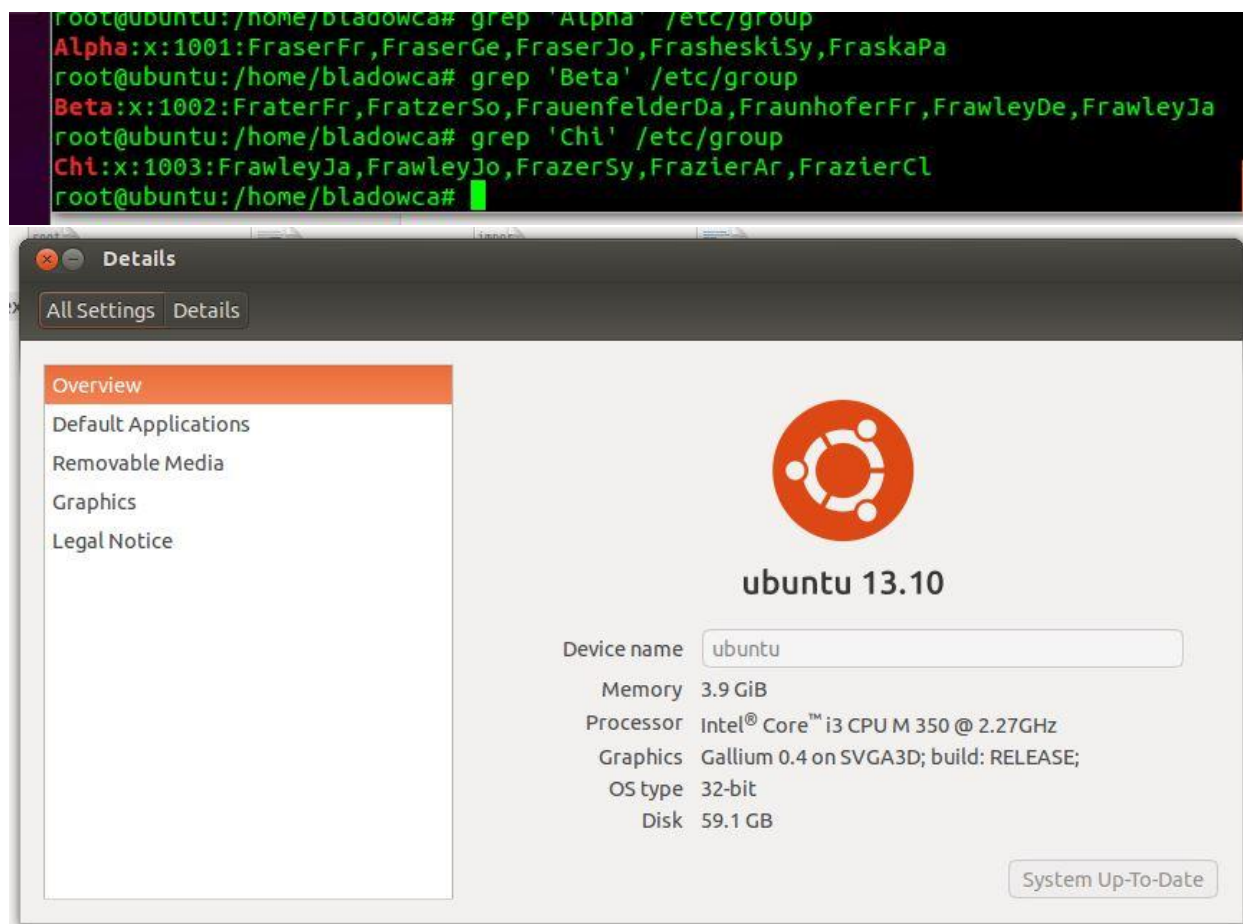 root@ubuntu:/home/bladowca# grep 'Alpha' /etc/group
Alpha:x:1001:FraserFr,FraserGe,FraserJo,FrasheskiSy,FraskaPa
root@ubuntu:/home/bladowca# grep 'Beta' /etc/group
Beta:x:1002:FraterFr,FratzerSo,FrauenfelderDa,FraunhoferFr,FrawleyDe,FrawleyJa
root@ubuntu:/home/bladowca# grep 'Chi' /etc/group
Chi:x:1003:FrawleyJa,FrawleyJo,FrazerSy,FrazierAr,FrazierCl
root@ubuntu:/home/bladowca#
Details
All Settings Details
Overview
Default Applications
Removable Media
Graphics
Legal Notice
ubuntu 13.10
Device name ubuntu
Memory 3.9 GiB
Processor Intel® Core™ i3 CPU M 350 @ 2.27GHz
Graphics Gallium 0.4 on SVGA3D; build: RELEASE;
OS type 32-bit
Disk 59.1 GB
System Up-To-Date